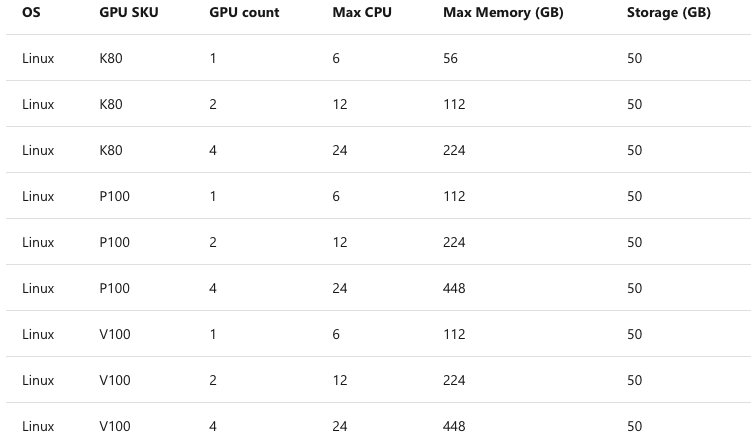 OS GPU SKU GPU count Max CPU Max Memory (GB) Storage (GB)
Linux K80 1 6 56 50
Linux K80 2 12 112 50
Linux K80 4 24 224 50
Linux P100 1 6 112 50
Linux P100 2 12 224 50
Linux P100 4 24 448 50
Linux V100 1 6 112 50
Linux V100 2 12 224 50
Linux V100 4 24 448 50